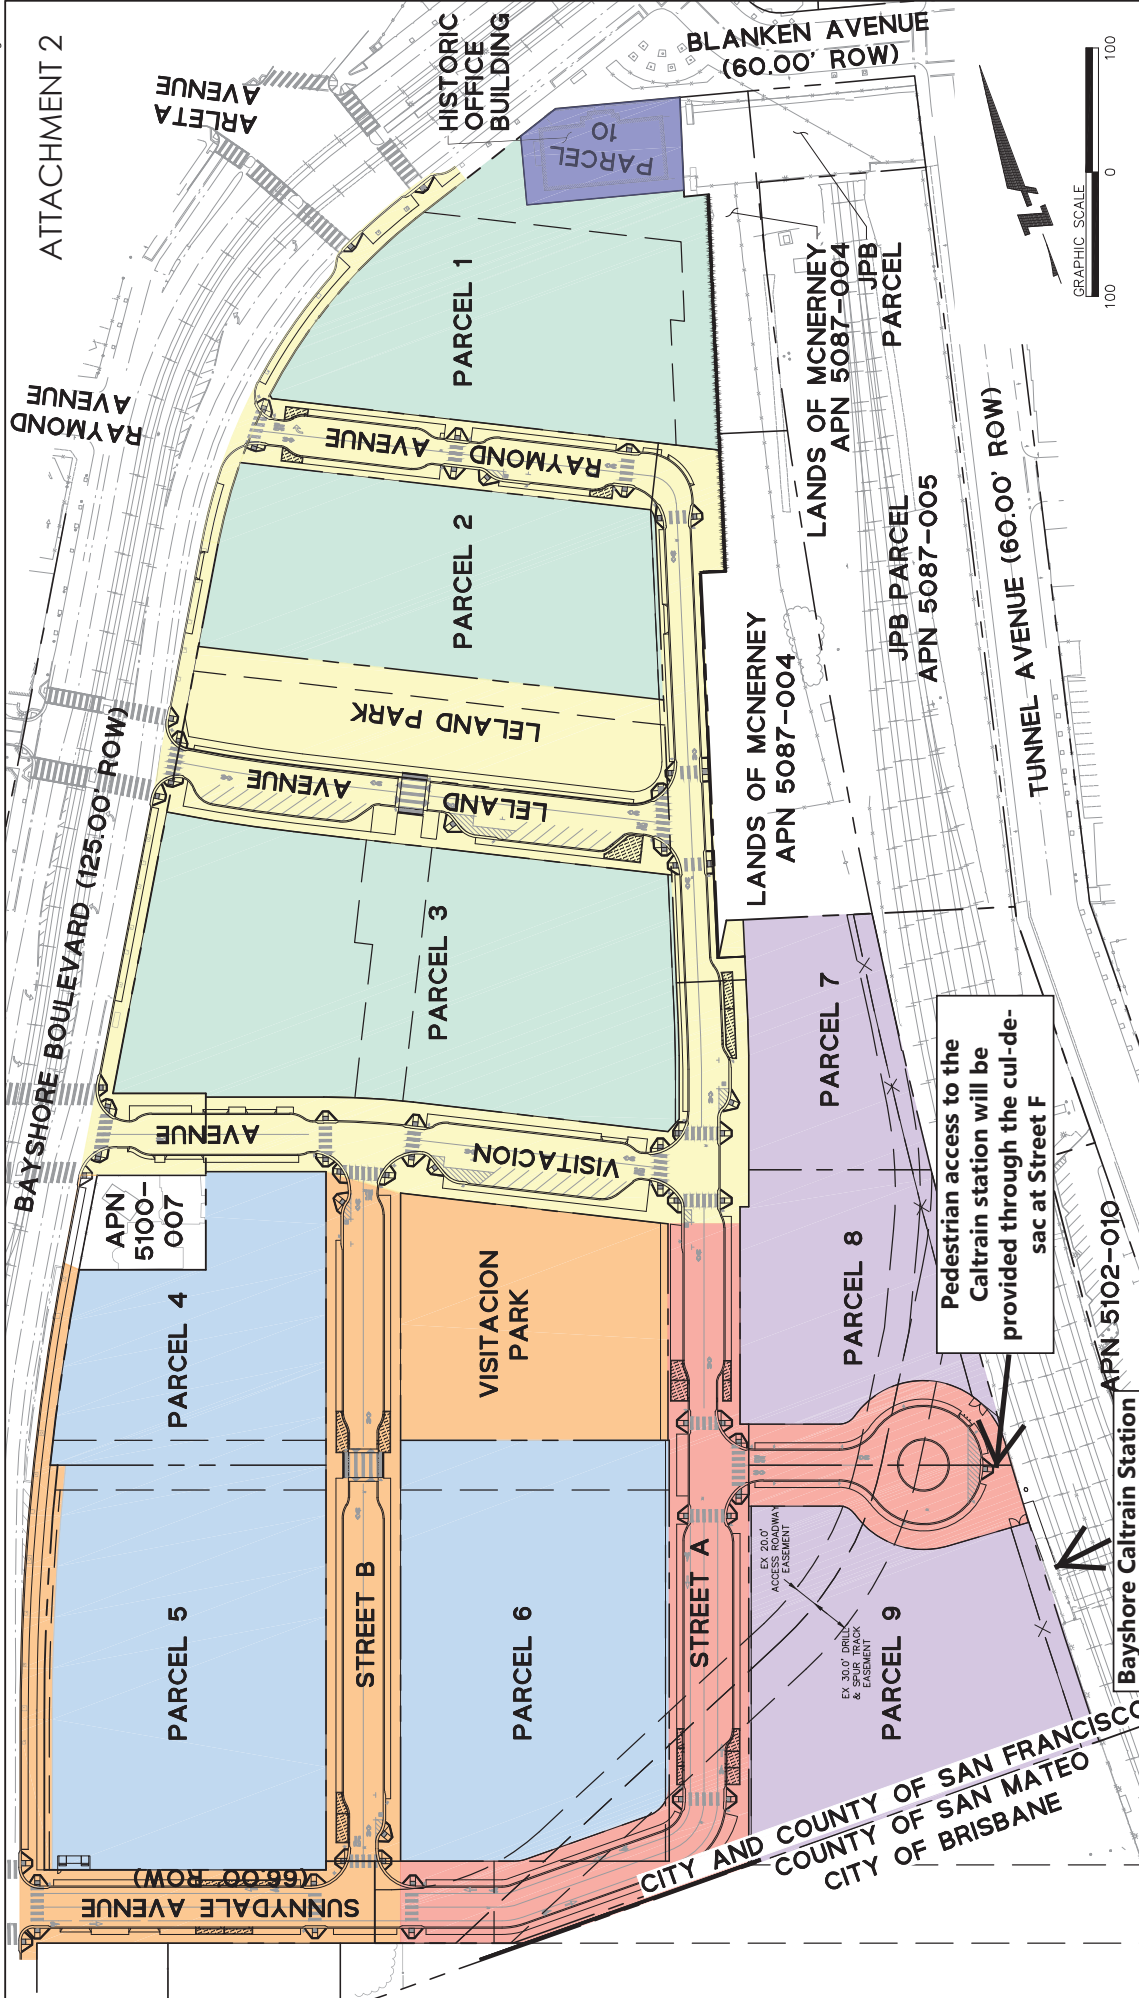 ATTACHMENT 2
ARLETA
AVENUE
HISTORIC
OFFICE
BUILDING
BLANKEN AVENUE
(60.00' ROW)
PARCEL
10
RAYMOND
AVENUE
PARCEL 1
RAYMOND
AVENUE
LANDS OF MCNERNEY
APN 5087-004
JPB
PARCEL
GRAPHIC SCALE
100
0
100
PARCEL 2
LELAND PARK
LELAND
AVENUE
LANDS OF MCNERNEY
APN 5087-004
JPB PARCEL
APN 5087-005
TUNNEL AVENUE (60.00' ROW)
BAYSHORE BOULEVARD (125.00' ROW)
PARCEL 3
VISITACION
AVENUE
PARCEL 7
APN
5100-
007
PARCEL 4
VISITACION
PARK
PARCEL 8
Pedestrian access to the
Caltrain station will be
provided through the cul-de-
sac at Street F
APN 5102-010
PARCEL 5
STREET B
PARCEL 6
STREET A
EX 20.0'
ACCESS ROADWAY
EASEMENT
EX 30.0' DRILL
& SPUR TRACK
EASEMENT
PARCEL 9
Bayshore Caltrain Station
SUNNYDALE AVENUE
(66.00 ROW)
CITY AND COUNTY OF SAN FRANCISCO
COUNTY OF SAN MATEO
CITY OF BRISBANE